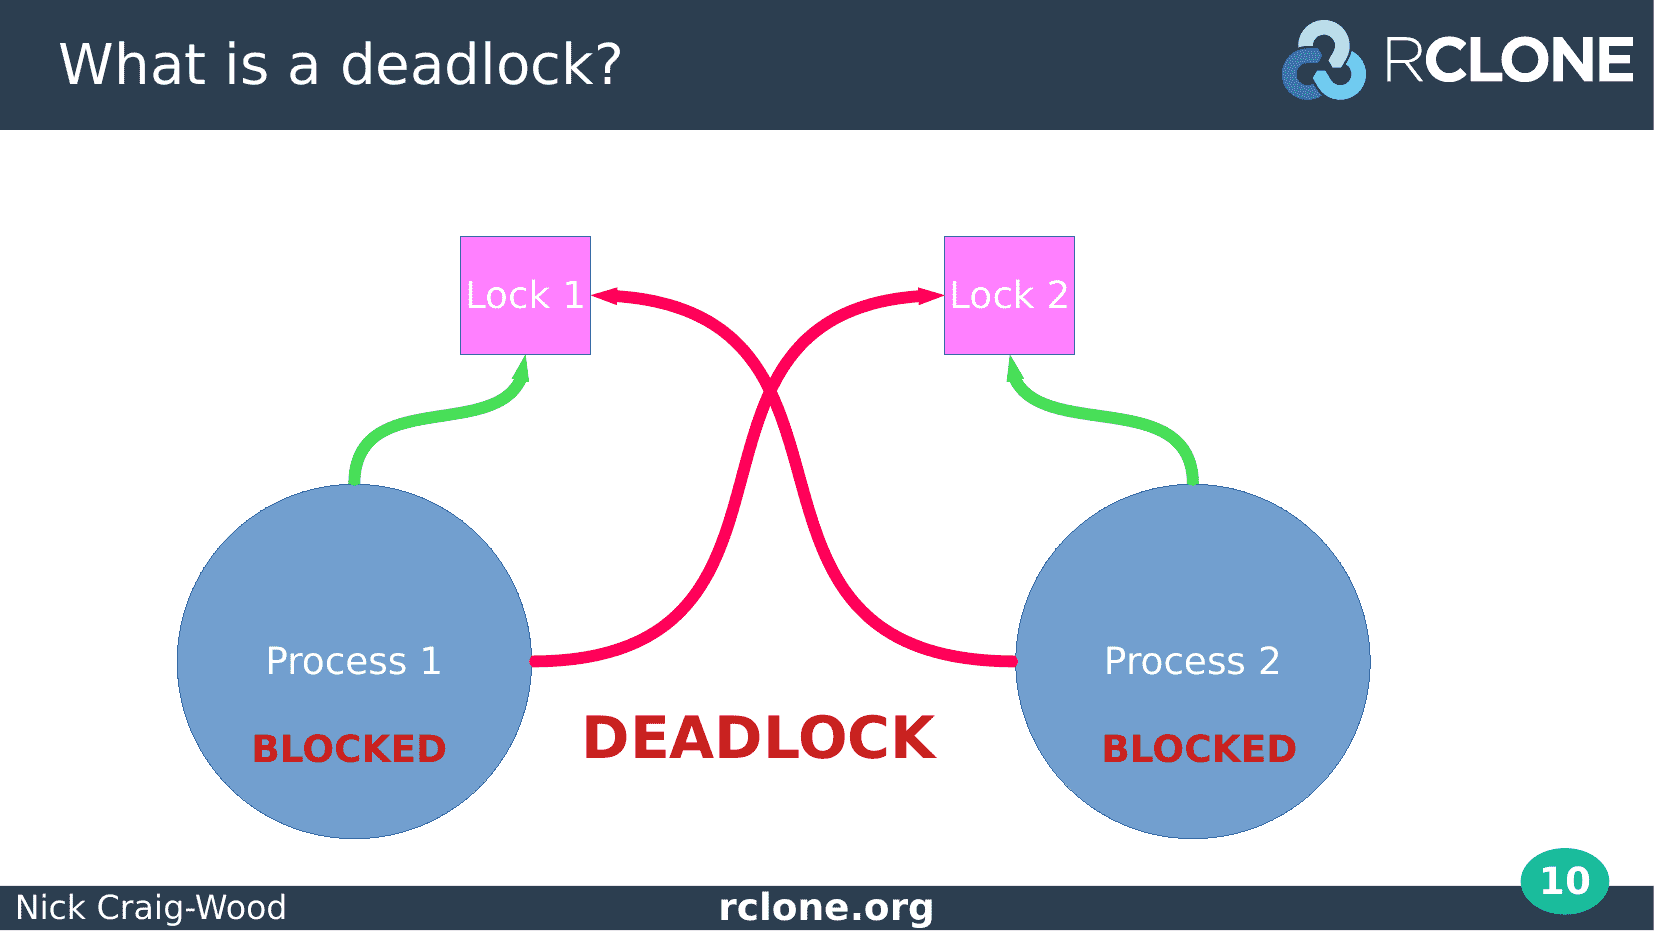 What is a deadlock?
RCLONE
Lock 1
Lock 2
Process 1
Process 2
BLOCKED
DEADLOCK
BLOCKED
Nick Craig-Wood
rclone.org
10